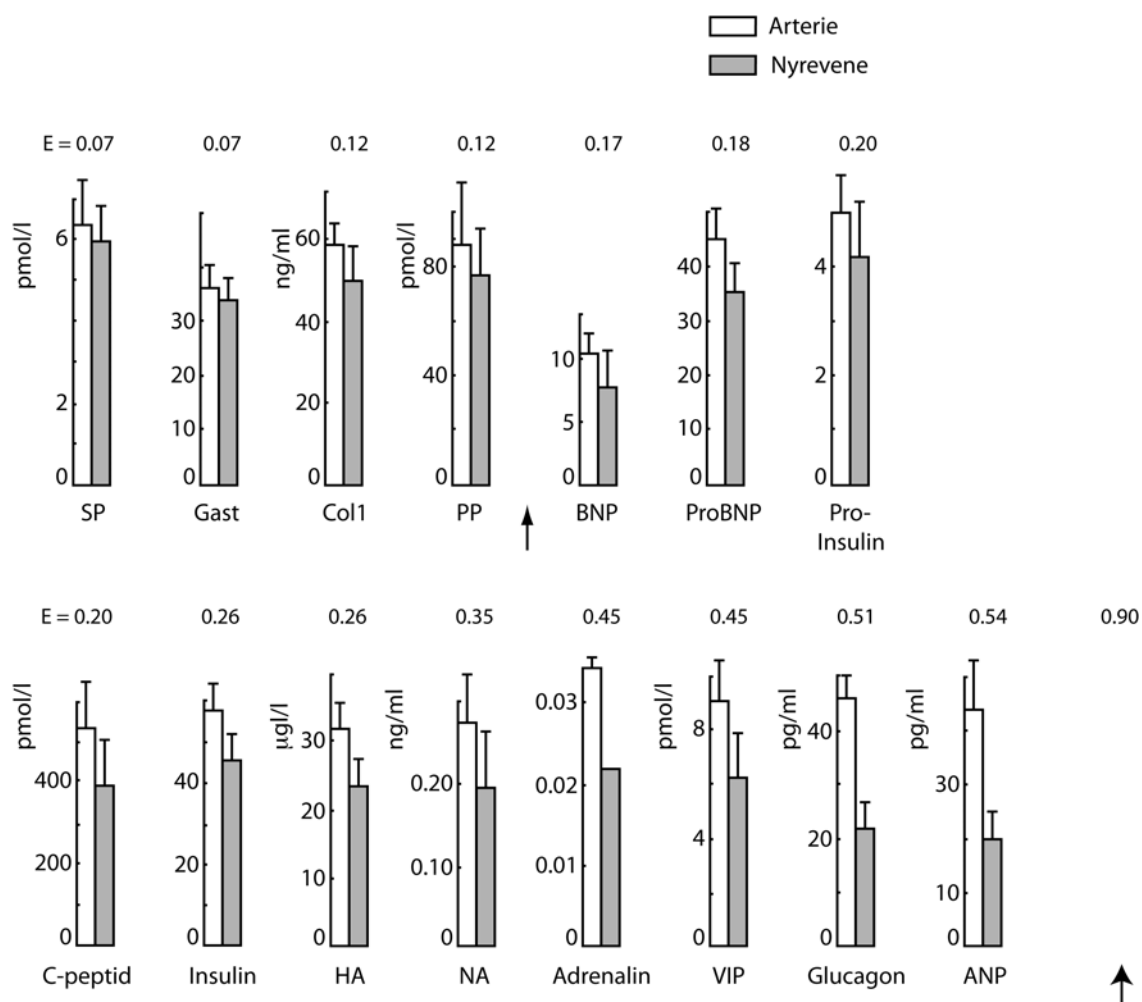 Arterie
Nyrevene
E = 0.07 0.07 0.12 0.12 0.17 0.18 0.20
pmol/l
6
2
0
SP
30
20
10
0
Gast
ng/ml
60
40
20
0
Col1
pmol/l
80
40
0
PP
10
5
0
BNP
40
30
20
10
0
ProBNP
4
2
0
Pro-
Insulin
E = 0.20 0.26 0.26 0.35 0.45 0.45 0.51 0.54 0.90
pmol/l
400
200
0
C-peptid
40
20
0
Insulin
µgl/l
30
20
10
0
HA
ng/ml
0.20
0.10
0
NA
0.03
0.02
0.01
0
Adrenalin
pmol/l
8
4
0
VIP
pg/ml
40
20
0
Glucagon
pg/ml
30
10
0
ANP